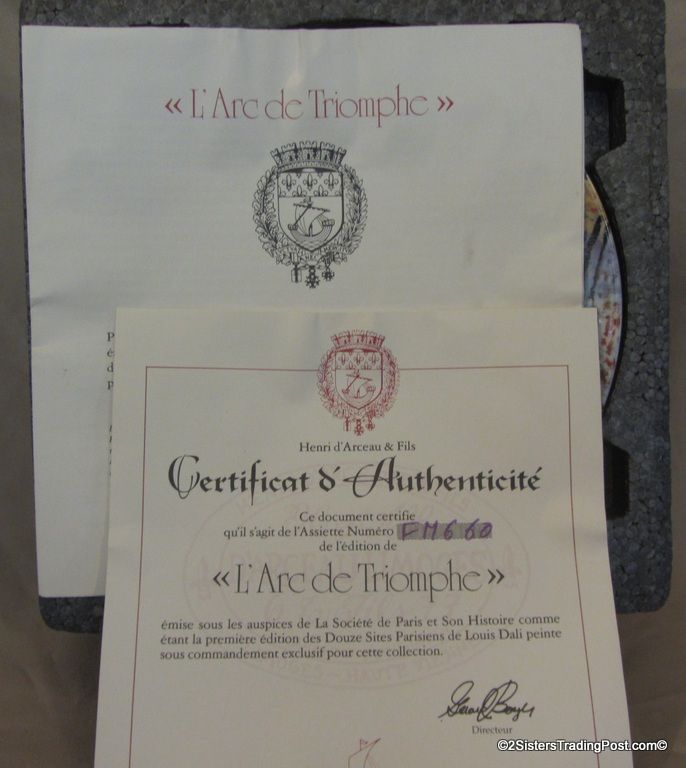 « L'Arc de Triomphe »
Henri d'Arceau & Fils
Certificat d'Authenticité
Ce document certifie
qu'il s'agit de l'Assiette Numéro FM660
de l'édition de
« L'Arc de Triomphe »
émise sous les auspices de La Société de Paris et Son Histoire comme
étant la première édition des Douze Sites Parisiens de Louis Dali peinte
sous commandement exclusif pour cette collection.
Directeur
©2SistersTradingPost.com©